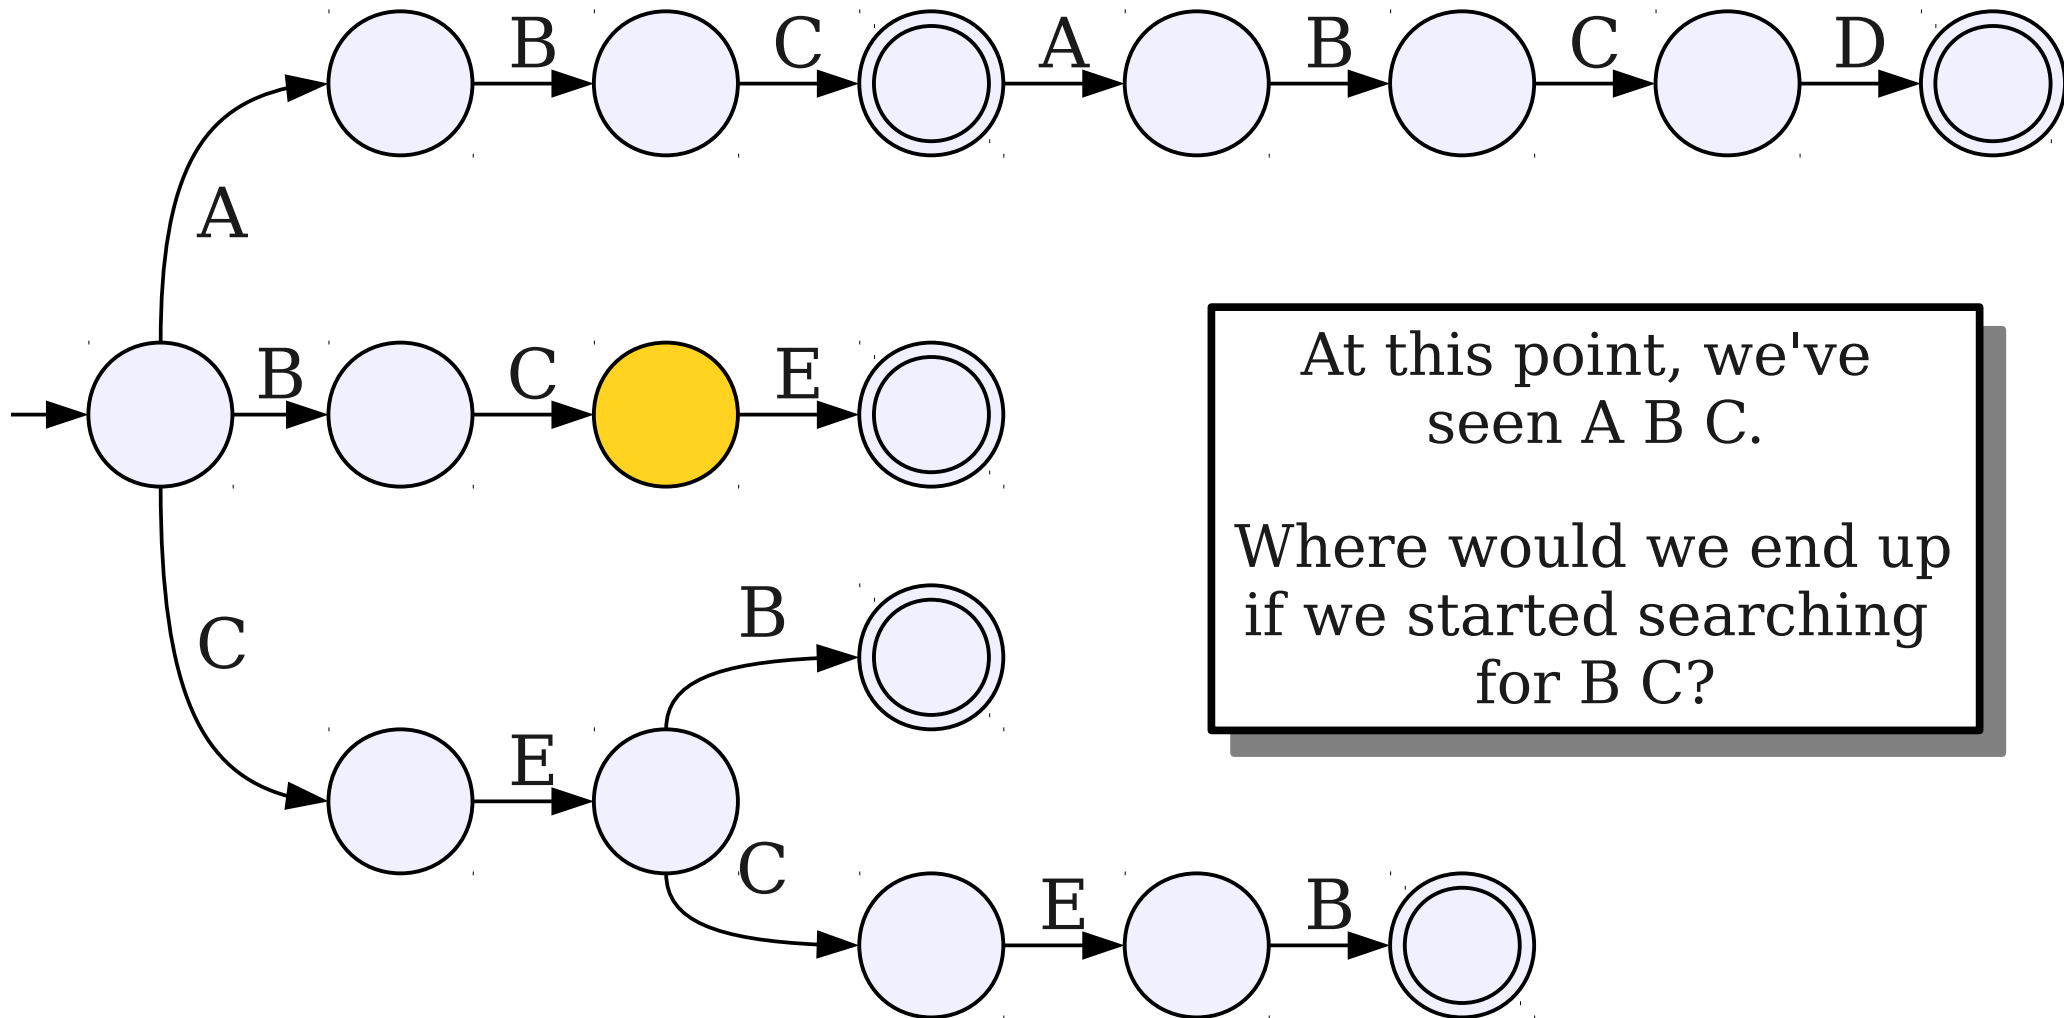 B C A B C D
A
B C E
At this point, we've
seen A B C.
Where would we end up
if we started searching
for B C?
B
C
E
C
E B